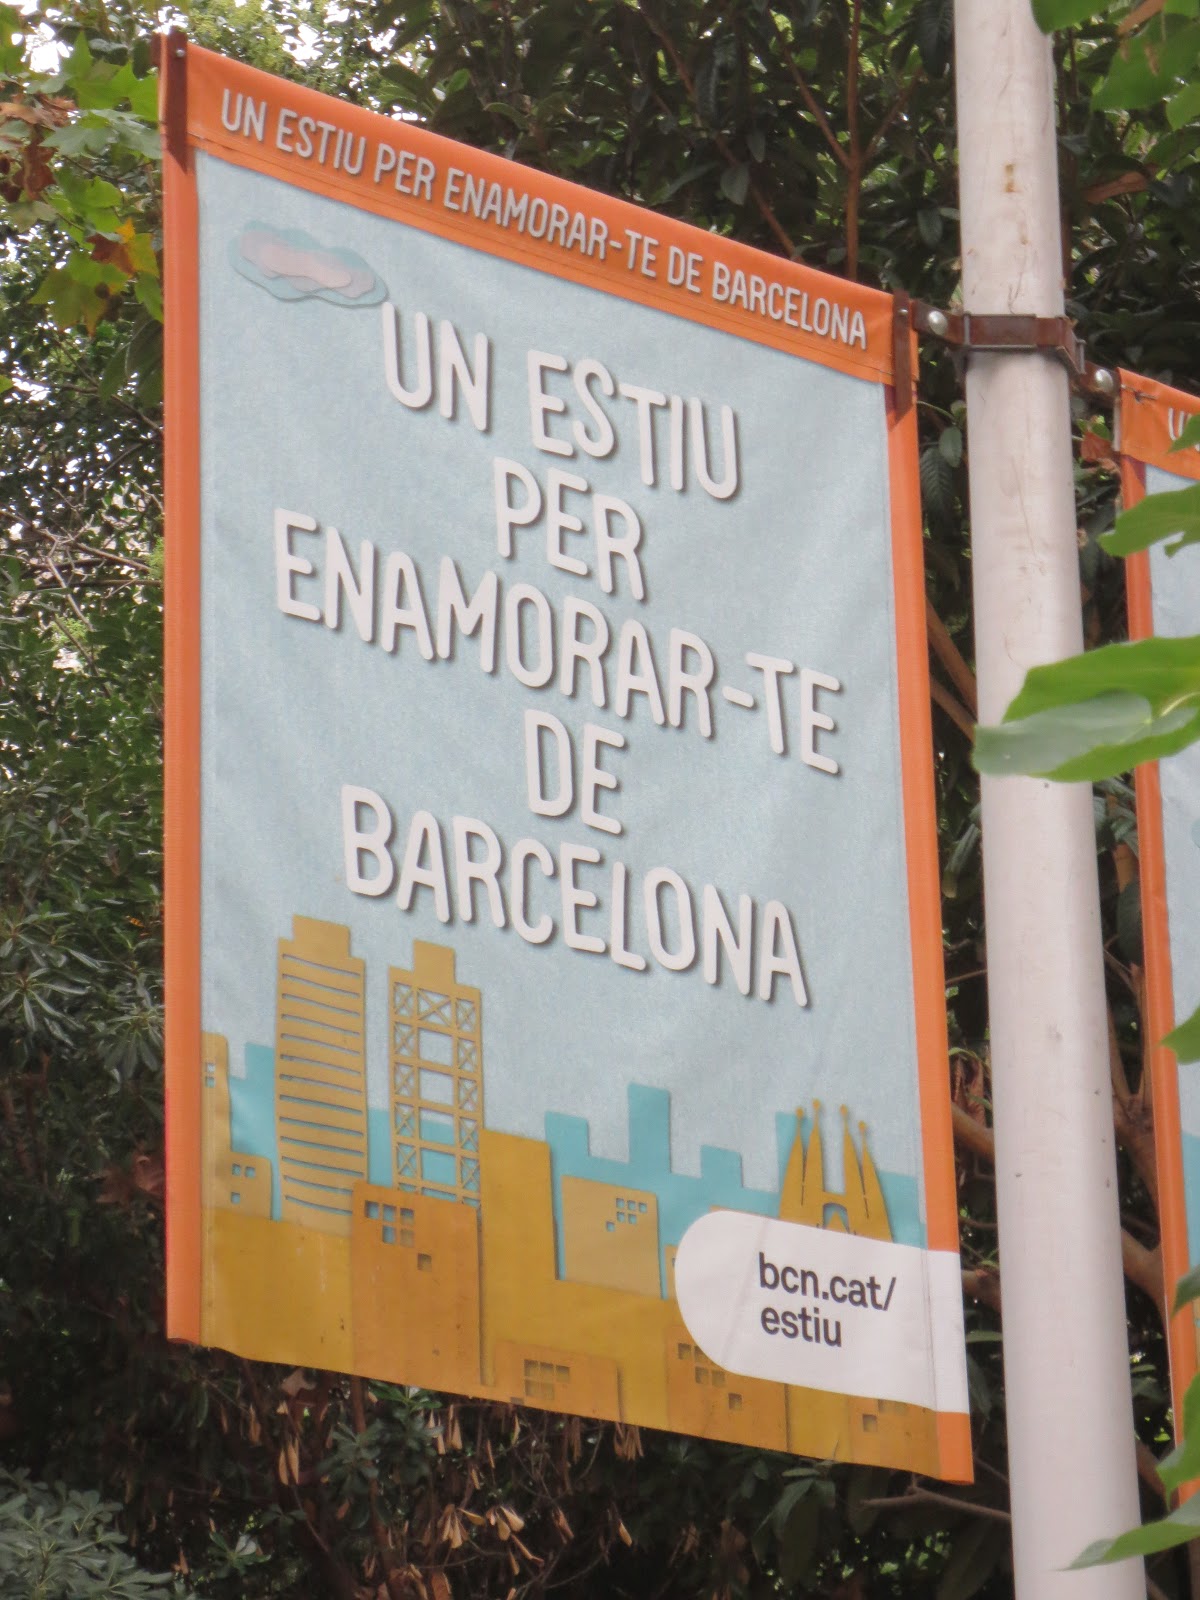 UN ESTIU PER ENAMORAR-TE DE BARCELONA
UN ESTIU
PER
ENAMORAR-TE
DE
BARCELONA
bcn.cat/
estiu